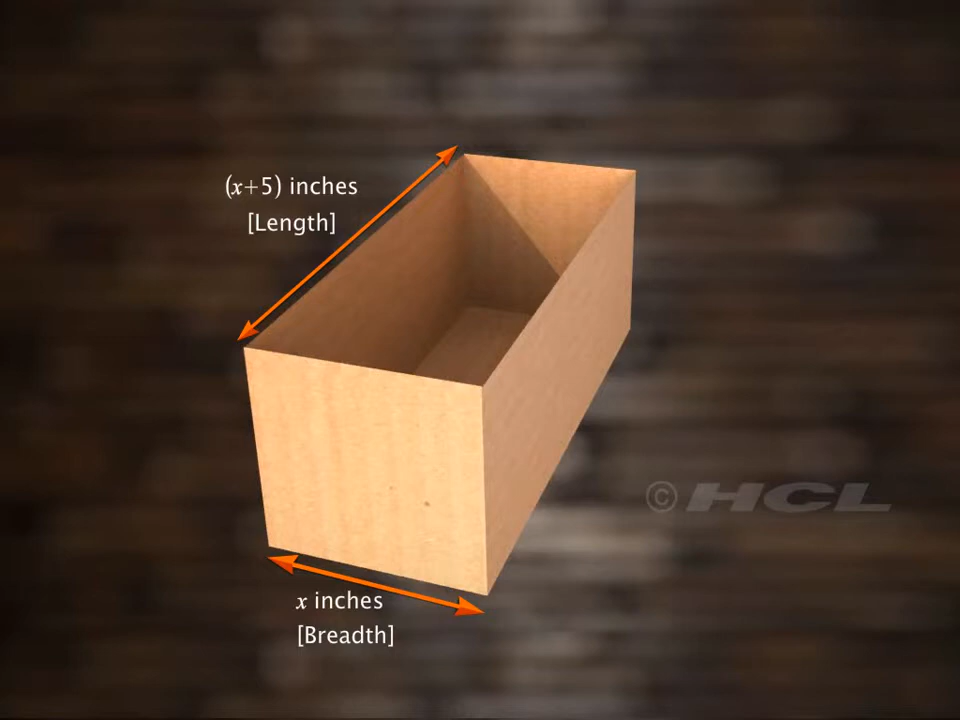 (x+5) inches
[Length]
©HCL
x inches
[Breadth]